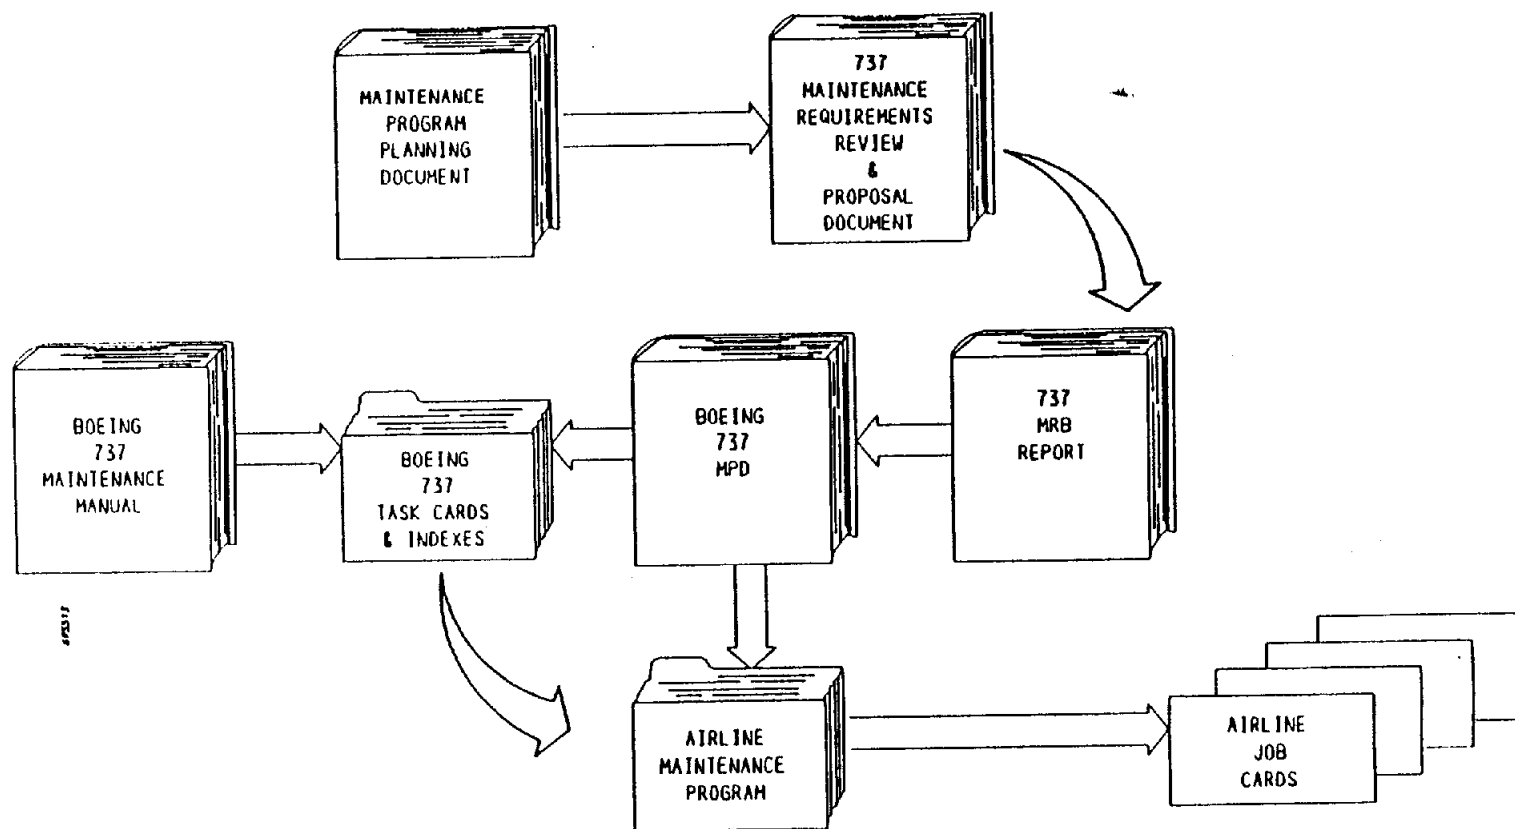 MAINTENANCE
PROGRAM
PLANNING
DOCUMENT
737
MAINTENANCE
REQUIREMENTS
REVIEW
&
PROPOSAL
DOCUMENT
BOEING
737
MAINTENANCE
MANUAL
BOEING
737
TASK CARDS
& INDEXES
BOEING
737
MPD
737
MRB
REPORT
AIRLINE
MAINTENANCE
PROGRAM
AIRLINE
JOB
CARDS